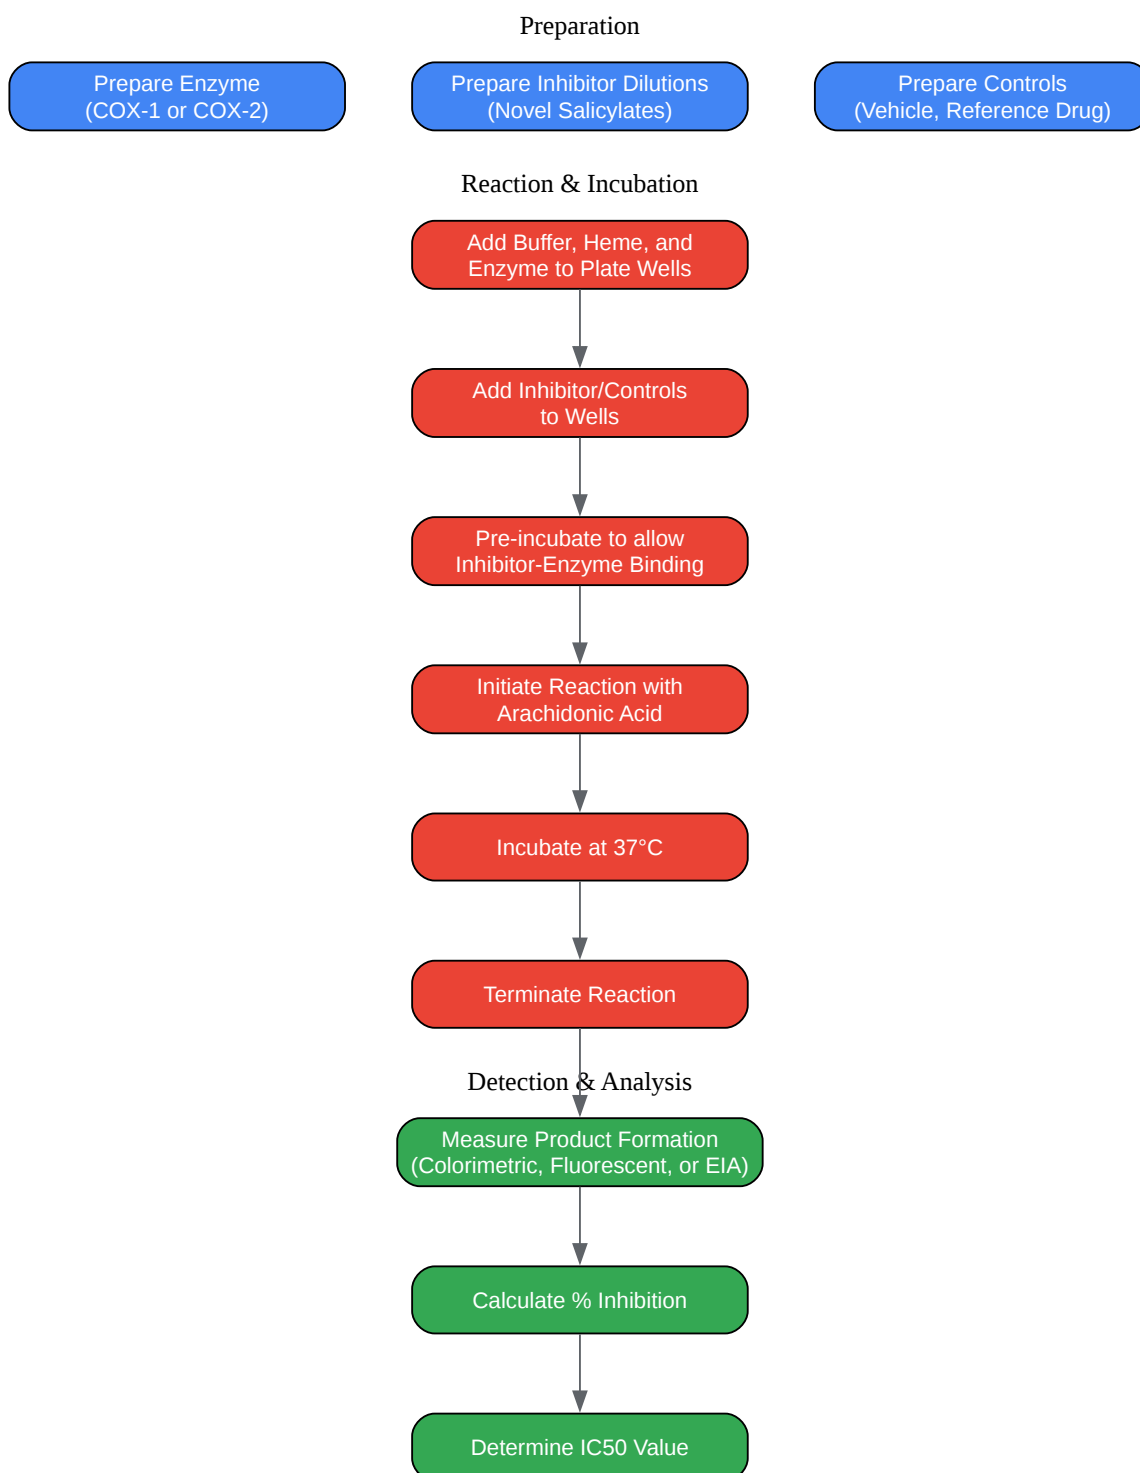 Preparation
Prepare Enzyme
(COX-1 or COX-2)
Prepare Inhibitor Dilutions
(Novel Salicylates)
Prepare Controls
(Vehicle, Reference Drug)
Reaction & Incubation
Add Buffer, Heme, and
Enzyme to Plate Wells
Add Inhibitor/Controls
to Wells
Pre-incubate to allow
Inhibitor-Enzyme Binding
Initiate Reaction with
Arachidonic Acid
Incubate at 37°C
Terminate Reaction
Detection & Analysis
Measure Product Formation
(Colorimetric, Fluorescent, or EIA)
Calculate % Inhibition
Determine IC50 Value